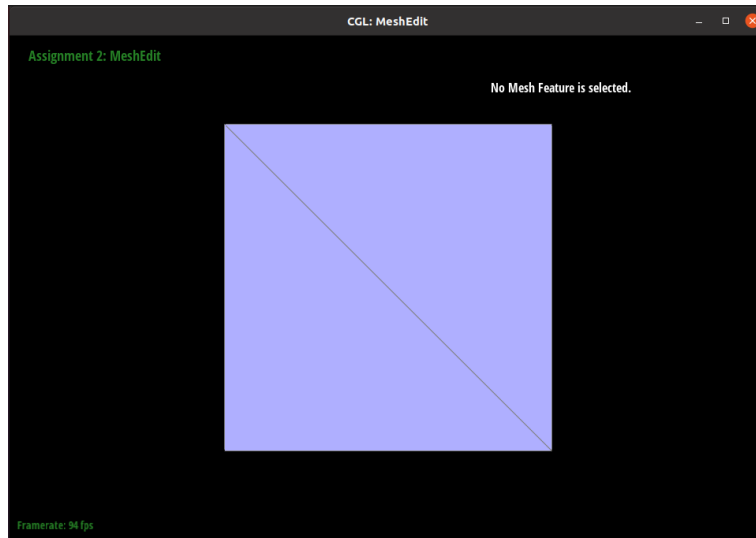 CGL: MeshEdit
Assignment 2: MeshEdit
No Mesh Feature is selected.
Framerate: 94 fps